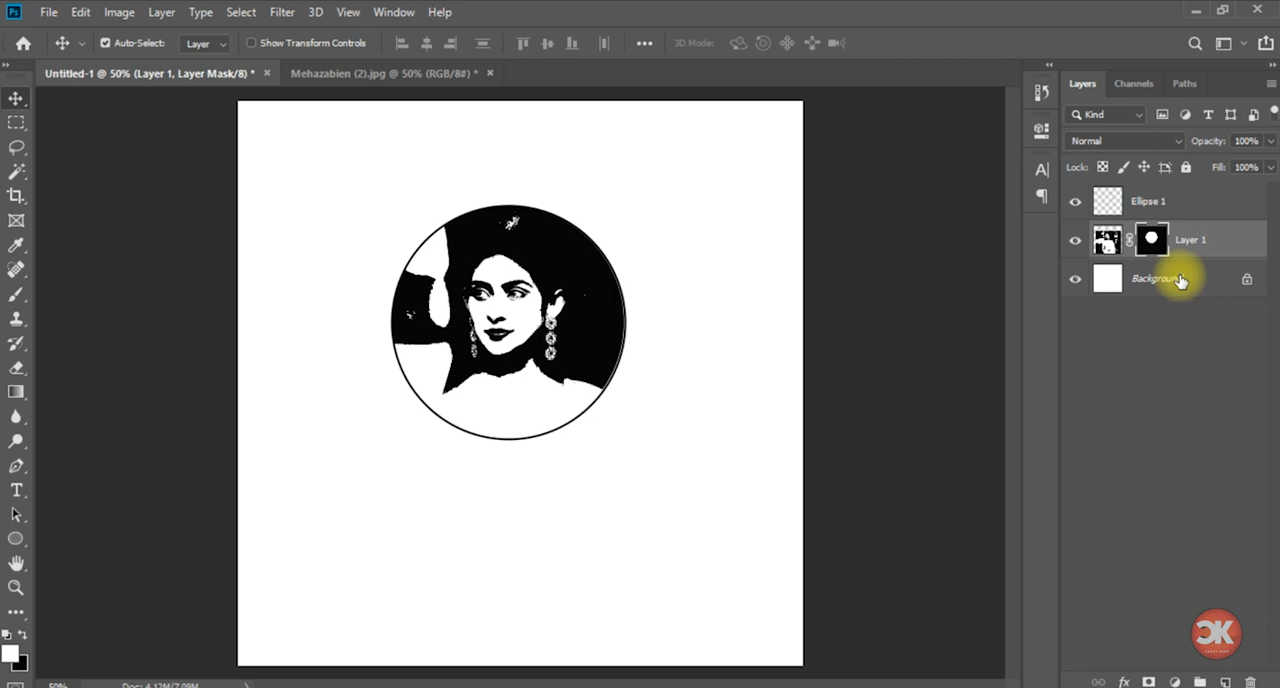 Ps File Edit Image Layer Type Select Filter 3D View Window Help
Auto-Select: Layer Show Transform Controls 3D Mode:
Untitled-1 @ 50% (Layer 1, Layer Mask/8) * Mehazabien (2).jpg @ 50% (RGB/8#) *
Layers Channels Paths
Kind
Normal Opacity: 100%
Lock: Fill: 100%
Ellipse 1
Layer 1
Background
CK
50% Doc: 4.12M/7.09M